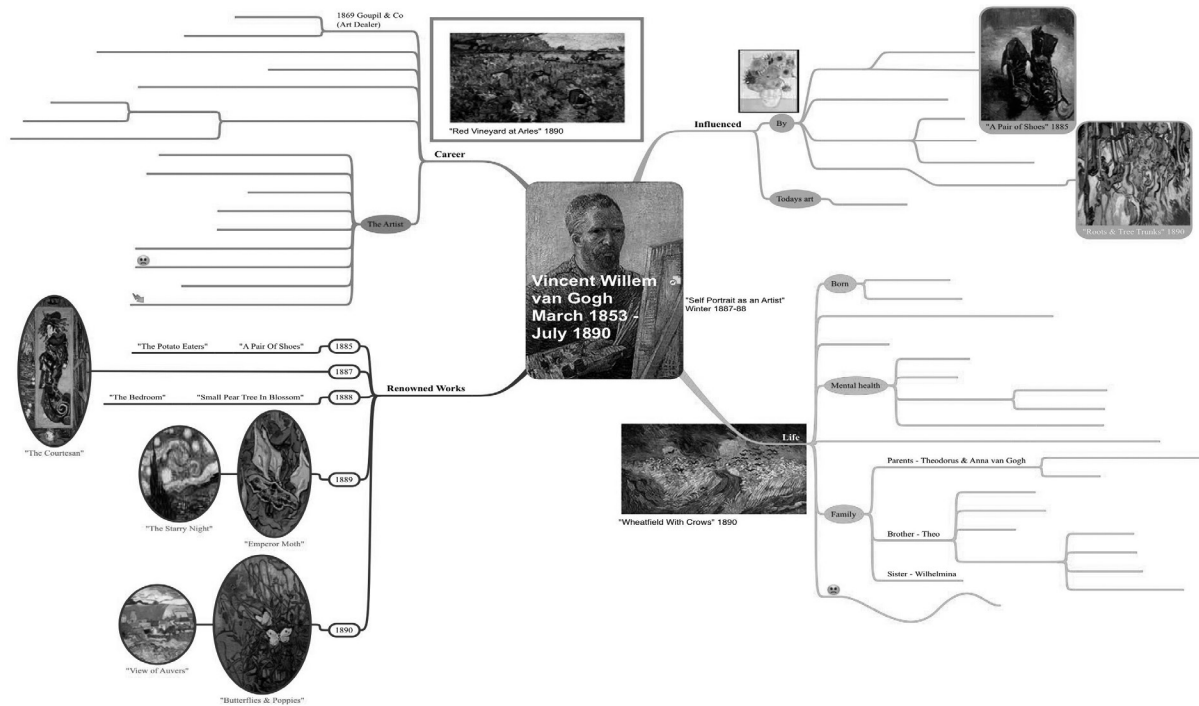 1869 Goupil & Co
(Art Dealer)
"Red Vineyard at Arles" 1890
Career
The Artist
Influenced
By
Todays art
"A Pair of Shoes" 1885
"Roots & Tree Trunks" 1890
Vincent Willem
van Gogh
March 1853 -
July 1890
"Self Portrait as an Artist"
Winter 1887-88
Renowned Works
1885
"A Pair Of Shoes"
"The Potato Eaters"
1887
"The Courtesan"
1888
"Small Pear Tree In Blossom"
"The Bedroom"
1889
"Emperor Moth"
"The Starry Night"
1890
"Butterflies & Poppies"
"View of Auvers"
Life
"Wheatfield With Crows" 1890
Born
Mental health
Family
Parents - Theodorus & Anna van Gogh
Brother - Theo
Sister - Wilhelmina